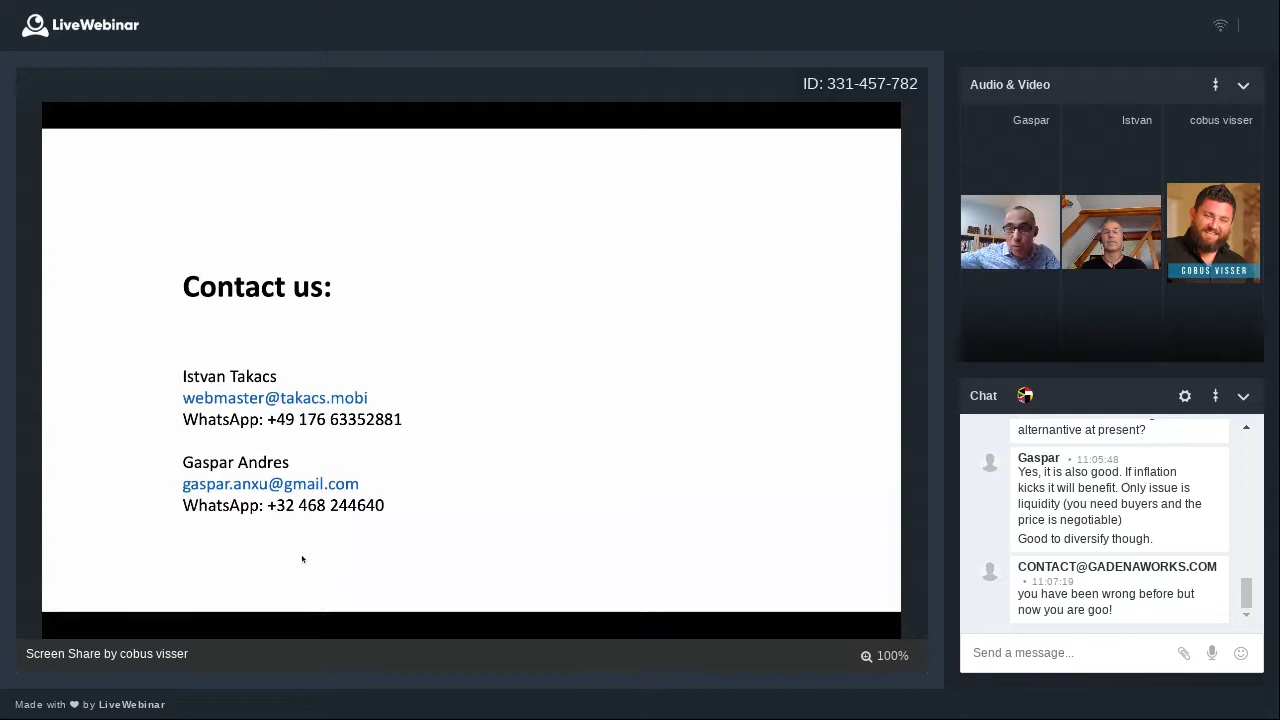 LiveWebinar
ID: 331-457-782
Contact us:
Istvan Takacs
webmaster@takacs.mobi
WhatsApp: +49 176 63352881
Gaspar Andres
gaspar.anxu@gmail.com
WhatsApp: +32 468 244640
Screen Share by cobus visser
100%
Made with ❤ by LiveWebinar
Audio & Video
Gaspar
Istvan
cobus visser
COBUS VISSER
Chat
alternantive at present?
Gaspar • 11:05:48
Yes, it is also good. If inflation
kicks it will benefit. Only issue is
liquidity (you need buyers and the
price is negotiable)
Good to diversify though.
CONTACT@GADENAWORKS.COM
• 11:07:19
you have been wrong before but
now you are goo!
Send a message...